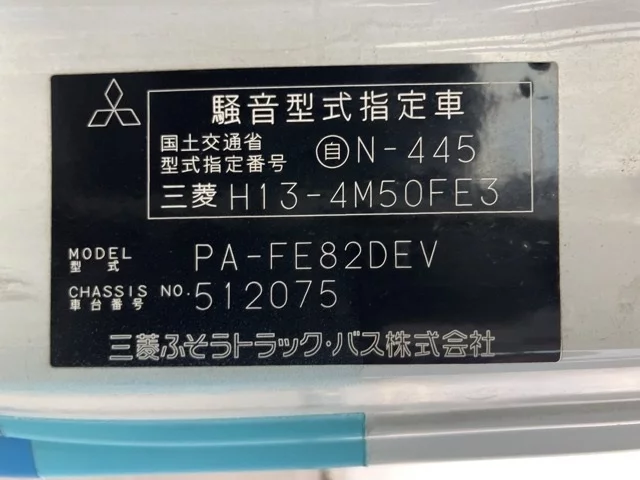 騒音型式指定車
国土交通省
型式指定番号 自N-445
三菱 H13-4M50FE3
MODEL
型式 PA-FE82DEV
CHASSIS NO.
車台番号 512075
三菱ふそうトラック・バス株式会社